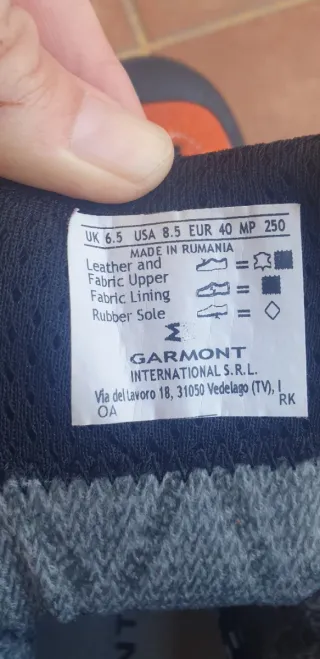 UK 6.5 USA 8.5 EUR 40 MP 250
MADE IN RUMANIA
Leather and
Fabric Upper
Fabric Lining
Rubber Sole
GARMONT
INTERNATIONAL S.R.L.
Via del Lavoro 18, 31050 Vedelago (TV), I
OA RK
NT